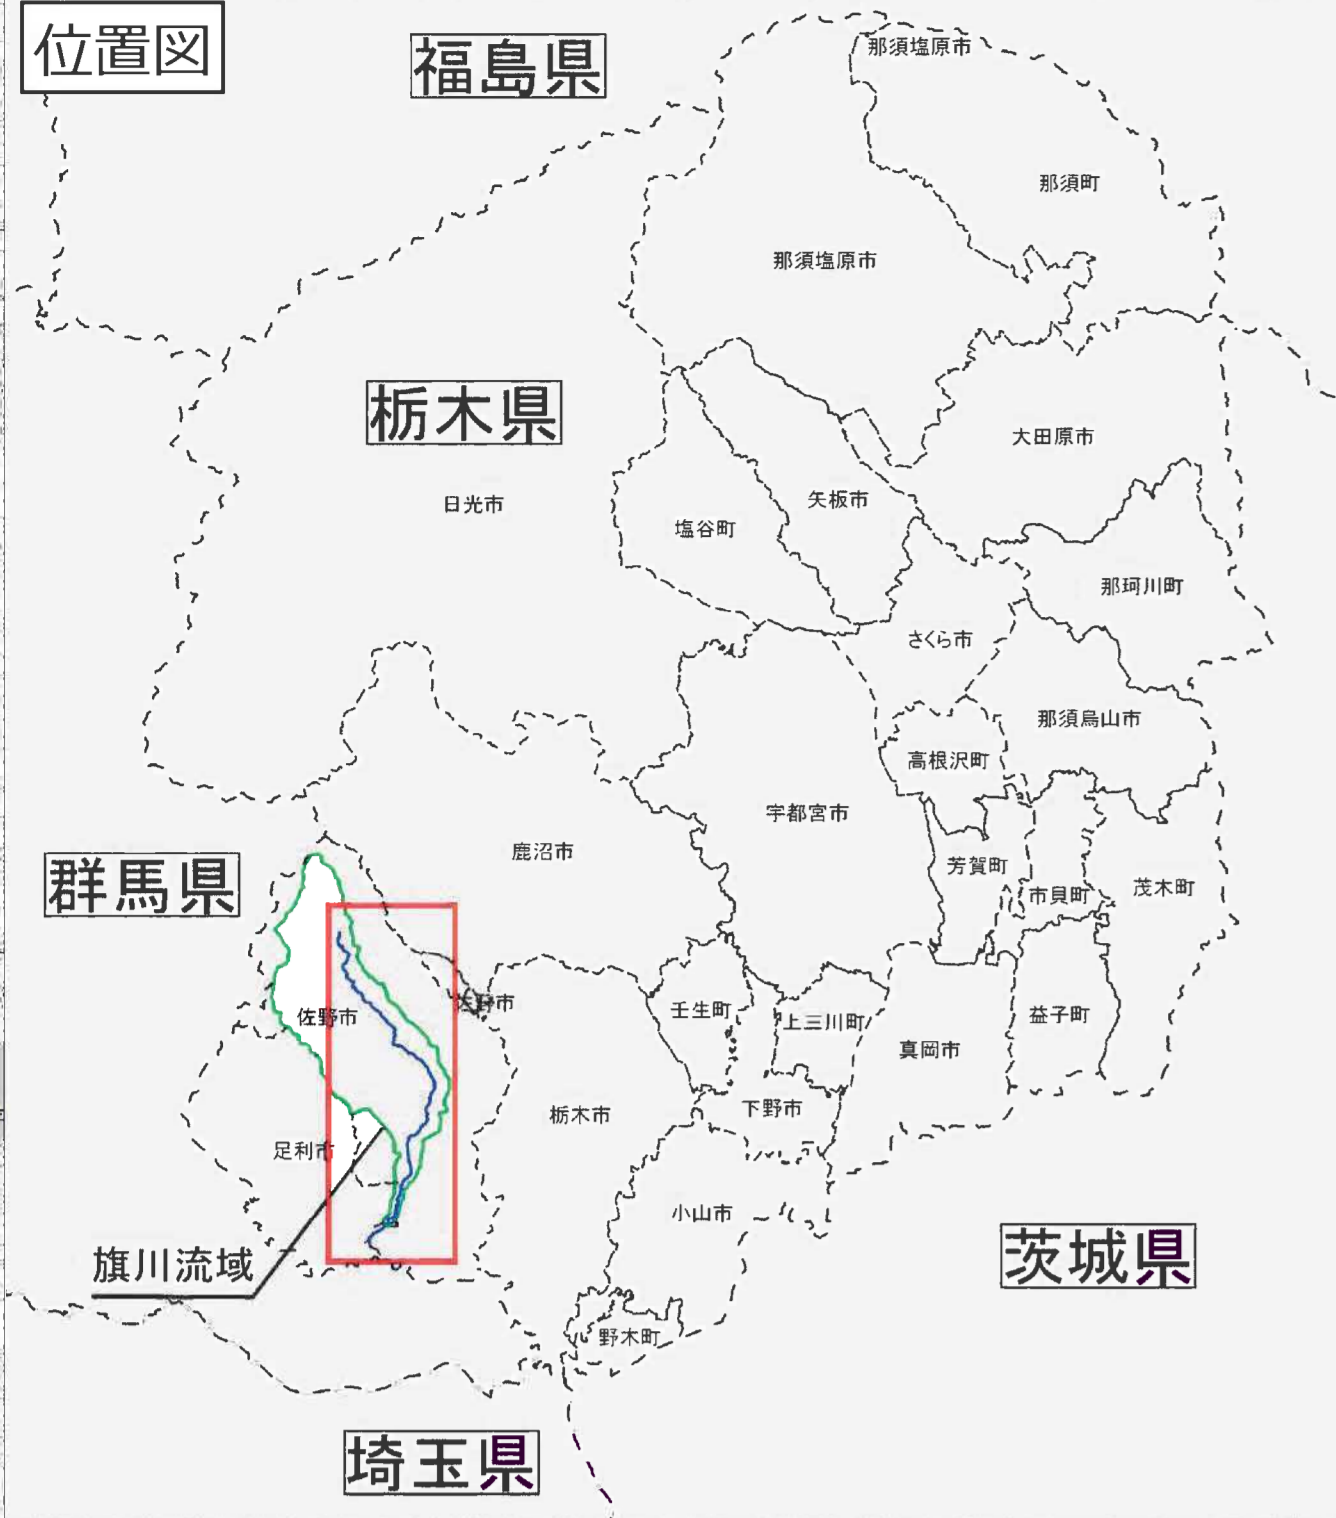 位置図
福島県
那須塩原市
那須町
那須塩原市
栃木県
大田原市
日光市
矢板市
塩谷町
那珂川町
さくら市
那須烏山市
高根沢町
宇都宮市
鹿沼市
芳賀町
群馬県
市貝町
茂木町
佐野市
佐野市
壬生町
上三川町
益子町
真岡市
栃木市
下野市
足利市
小山市
旗川流域
茨城県
野木町
埼玉県